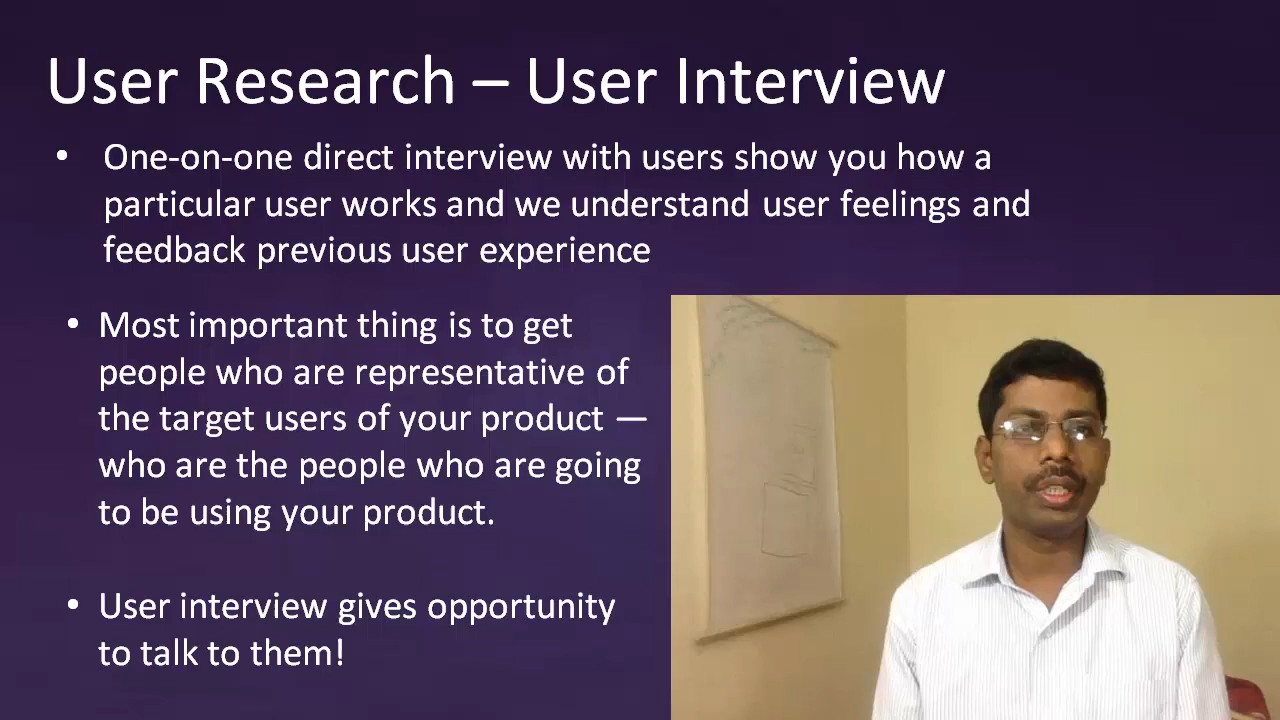 User Research – User Interview
• One-on-one direct interview with users show you how a
particular user works and we understand user feelings and
feedback previous user experience
• Most important thing is to get
people who are representative of
the target users of your product —
who are the people who are going
to be using your product.
• User interview gives opportunity
to talk to them!